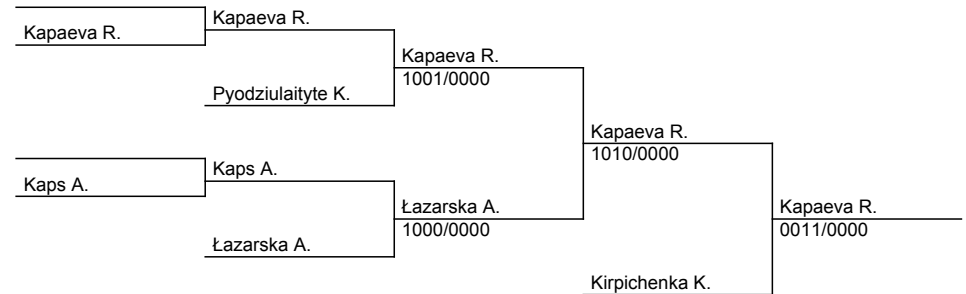 Kapaeva R.
Kapaeva R.
Kapaeva R.
1001/0000
Pyodziulaityte K.
Kapaeva R.
1010/0000
Kaps A.
Kaps A.
Łazarska A.
1000/0000
Łazarska A.
Kapaeva R.
0011/0000
Kirpichenka K.